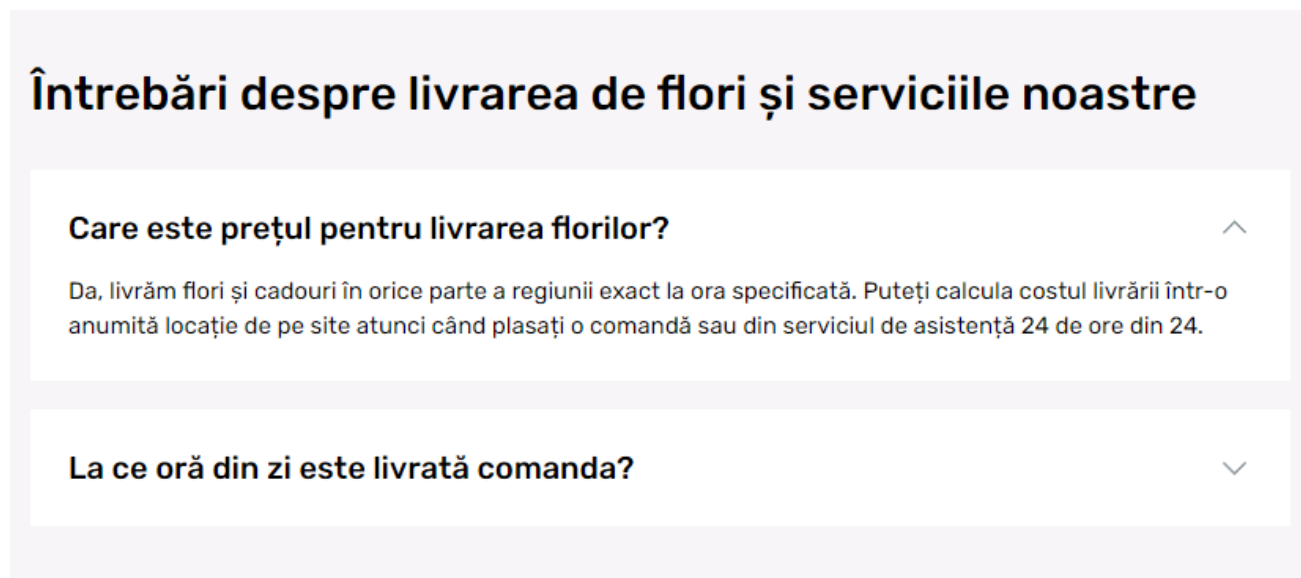 Întrebări despre livrarea de flori și serviciile noastre
Care este prețul pentru livrarea florilor?
Da, livrăm flori și cadouri în orice parte a regiunii exact la ora specificată. Puteți calcula costul livrării într-o
anumită locație de pe site atunci când plasați o comandă sau din serviciul de asistență 24 de ore din 24.
La ce oră din zi este livrată comanda?